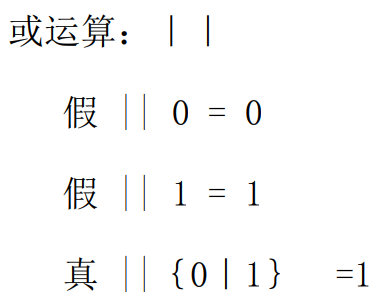 或运算： | |
假 || 0 = 0
假 || 1 = 1
真 || {0|1} =1